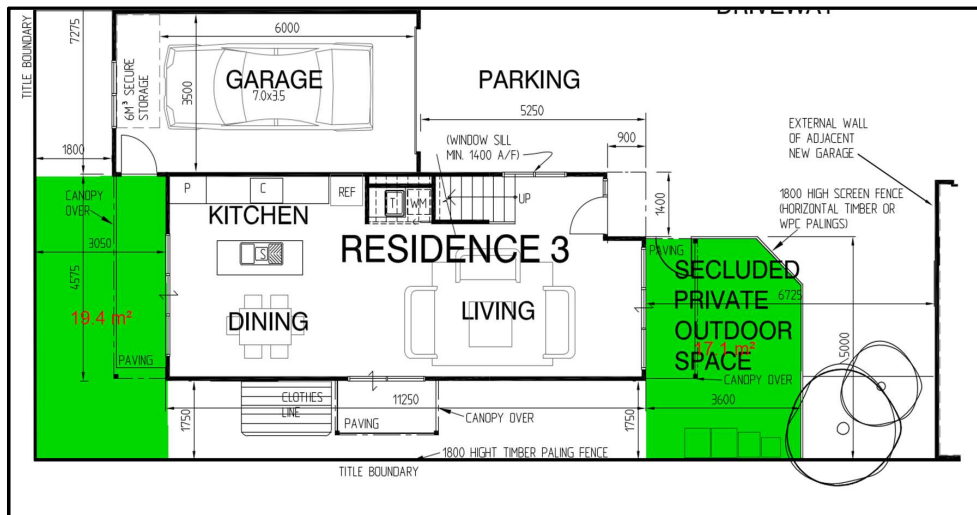 DRIVEWAY
TITLE BOUNDARY
7275
6M³ SECURE
STORAGE
6000
GARAGE
7.0x3.5
3500
PARKING
5250
(WINDOW SILL
MIN. 1400 A/F)
900
EXTERNAL WALL
OF ADJACENT
NEW GARAGE
1800 HIGH SCREEN FENCE
(HORIZONTAL TIMBER OR
WPC PALINGS)
1800
CANOPY
OVER
3050
4575
19.4 m²
PAVING
P
C
REF
T
WM
UP
1400
KITCHEN
S
RESIDENCE 3
DINING
LIVING
PAVING
SECLUDED
PRIVATE
OUTDOOR
SPACE
6725
17.1 m²
5000
CANOPY OVER
3600
1750
CLOTHES
LINE
11250
CANOPY OVER
PAVING
1750
1800 HIGHT TIMBER PALING FENCE
TITLE BOUNDARY